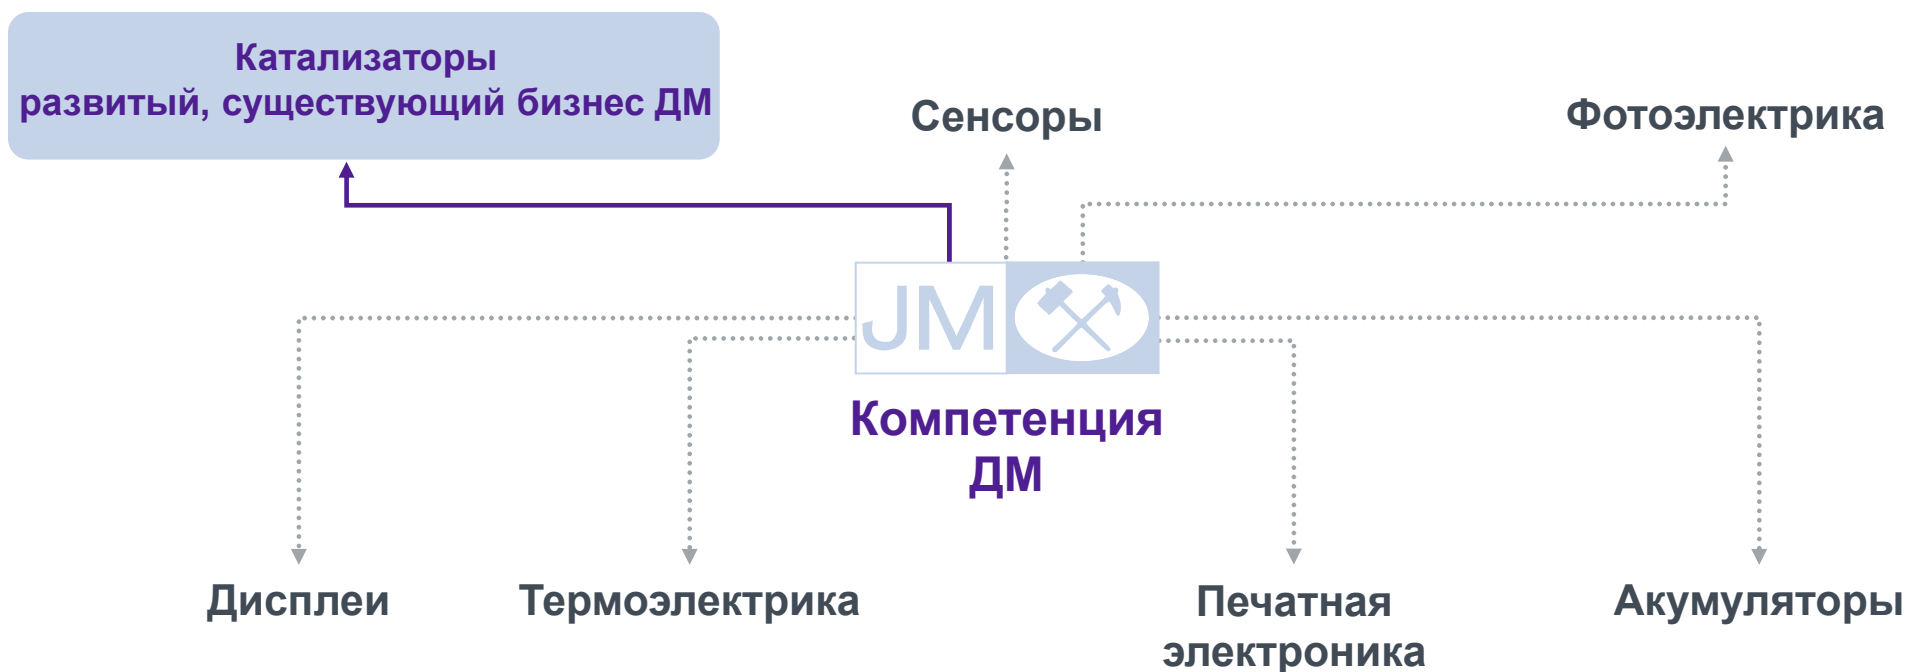 Катализаторы
развитый, существующий бизнес ДМ
Сенсоры
Фотоэлектрика
JM
Компетенция
ДМ
Дисплеи
Термоэлектрика
Печатная
электроника
Акумуляторы